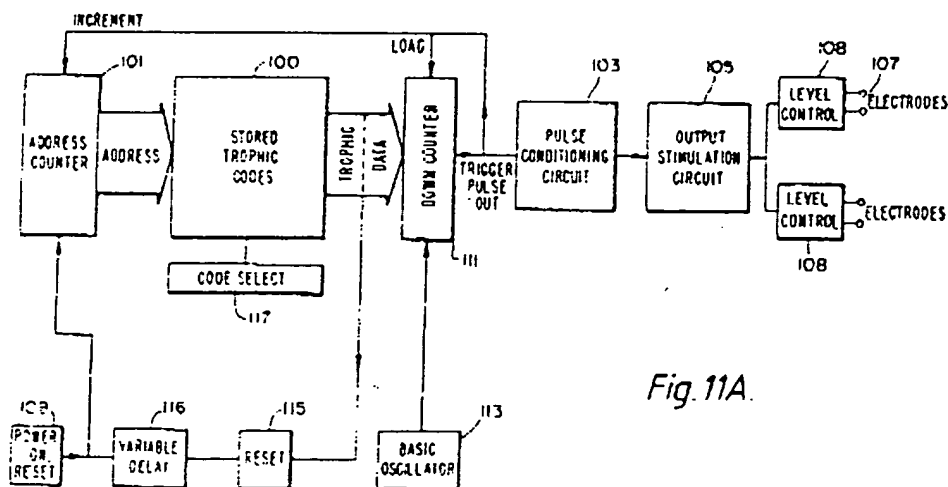 INCREMENT
LOAD
101
100
103
105
108
107
ADDRESS
COUNTER
ADDRESS
STORED
TROPHIC
CODES
TROPHIC
DATA
DOWN COUNTER
TRIGGER
PULSE
OUT
PULSE
CONDITIONING
CIRCUIT
OUTPUT
STIMULATION
CIRCUIT
LEVEL
CONTROL
ELECTRODES
LEVEL
CONTROL
ELECTRODES
108
111
CODE SELECT
117
109
POWER
ON
RESET
116
VARIABLE
DELAY
115
RESET
113
BASIC
OSCILLATOR
Fig. 11A.